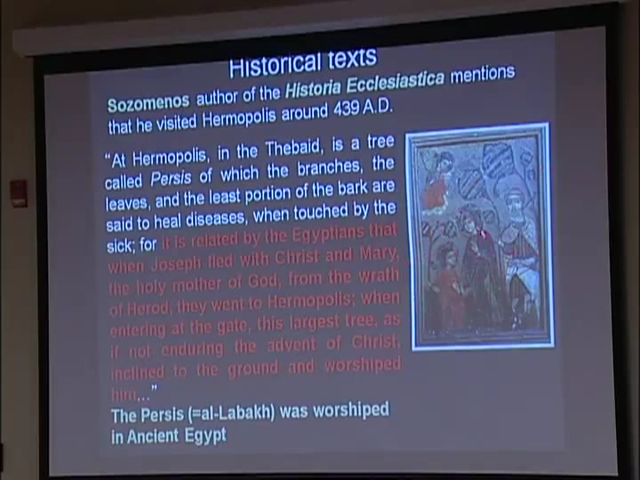 Historical texts
Sozomenos author of the Historia Ecclesiastica mentions
that he visited Hermopolis around 439 A.D.
"At Hermopolis, in the Thebaid, is a tree
called Persis of which the branches, the
leaves, and the least portion of the bark are
said to heal diseases, when touched by the
sick; for it is related by the Egyptians that
when Joseph fled with Christ and Mary,
the holy mother of God, from the wrath
of Herod, they went to Hermopolis; when
entering at the gate, this largest tree, as
if not enduring the advent of Christ,
inclined to the ground and worshiped
him..."
The Persis (=al-Labakh) was worshiped
in Ancient Egypt